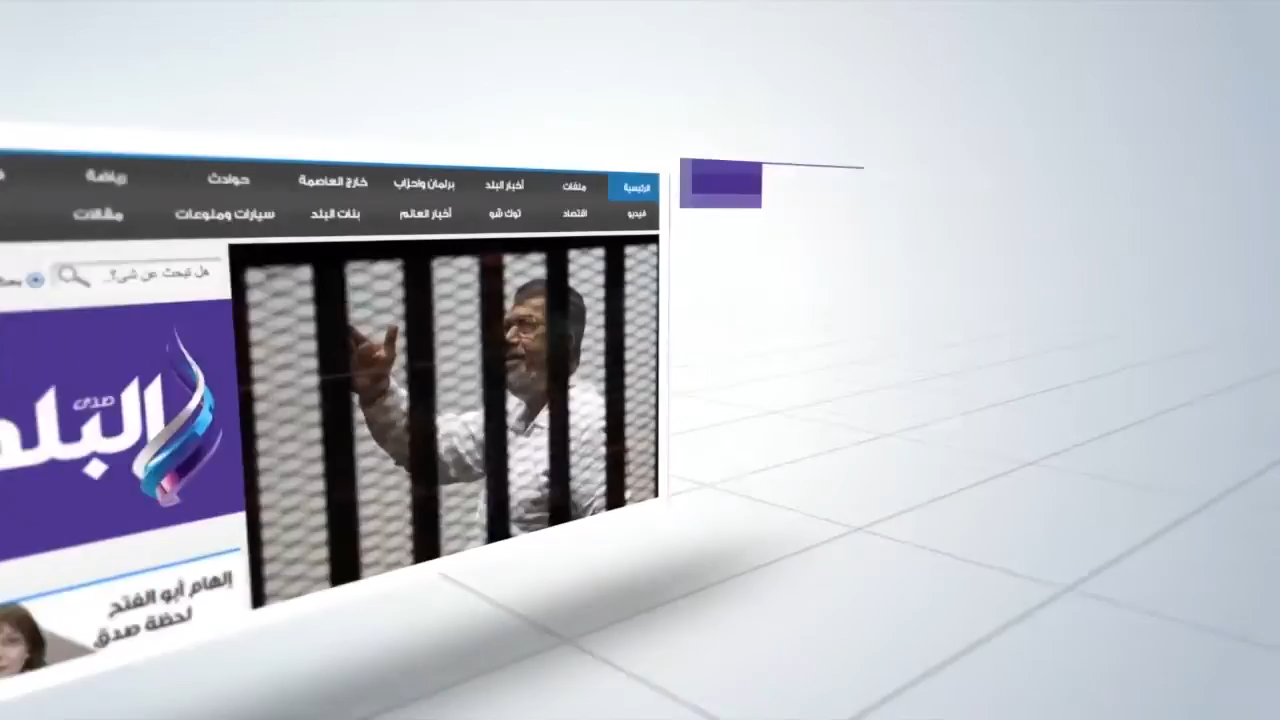 الرئيسية ملفات أخبار البلد برلمان واحزاب خارج العاصمة حوادث رياضة
فيديو اقتصاد توك شو أخبار العالم بنات البلد سيارات ومنوعات مقالات
هل تبحث عن شيء؟..
صدى
البلد
إلهام أبو الفتح
لحظة صدق